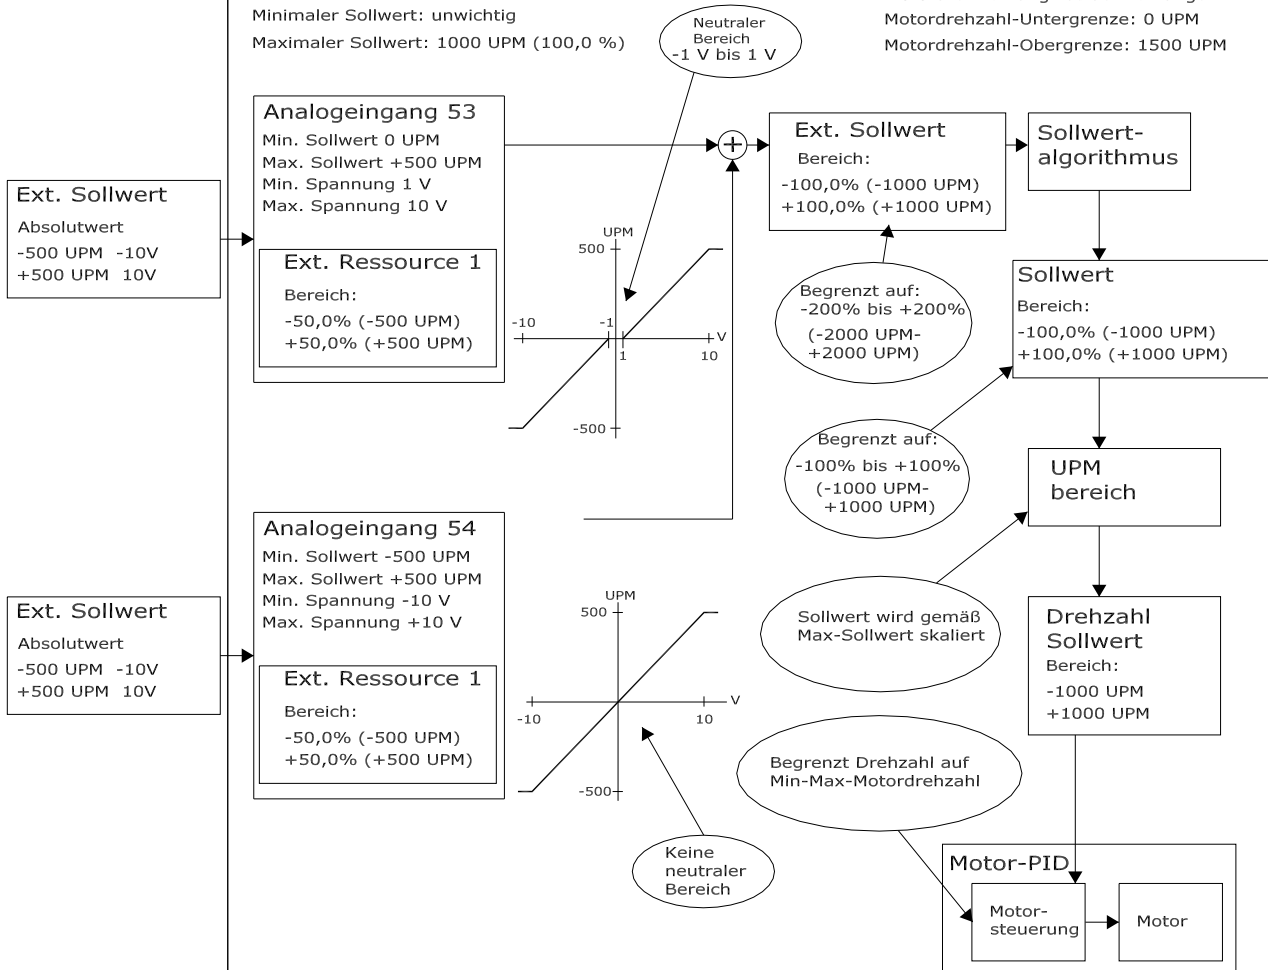 Minimaler Sollwert: unwichtig
Maximaler Sollwert: 1000 UPM (100,0 %)
Motordrehzahl-Untergrenze: 0 UPM
Motordrehzahl-Obergrenze: 1500 UPM
Neutraler
Bereich
-1 V bis 1 V
Ext. Sollwert
Absolutwert
-500 UPM -10V
+500 UPM 10V
Analogeingang 53
Min. Sollwert 0 UPM
Max. Sollwert +500 UPM
Min. Spannung 1 V
Max. Spannung 10 V
Ext. Ressource 1
Bereich:
-50,0% (-500 UPM)
+50,0% (+500 UPM)
UPM
500
-10
-1
V
1
10
-500
+
Ext. Sollwert
Bereich:
-100,0% (-1000 UPM)
+100,0% (+1000 UPM)
Sollwert-
algorithmus
Begrenzt auf:
-200% bis +200%
(-2000 UPM-
+2000 UPM)
Sollwert
Bereich:
-100,0% (-1000 UPM)
+100,0% (+1000 UPM)
Begrenzt auf:
-100% bis +100%
(-1000 UPM-
+1000 UPM)
UPM
bereich
Ext. Sollwert
Absolutwert
-500 UPM -10V
+500 UPM 10V
Analogeingang 54
Min. Sollwert -500 UPM
Max. Sollwert +500 UPM
Min. Spannung -10 V
Max. Spannung +10 V
Ext. Ressource 1
Bereich:
-50,0% (-500 UPM)
+50,0% (+500 UPM)
UPM
500
V
-10
10
-500
Keine
neutraler
Bereich
Sollwert wird gemäß
Max-Sollwert skaliert
Drehzahl
Sollwert
Bereich:
-1000 UPM
+1000 UPM
Begrenzt Drehzahl auf
Min-Max-Motordrehzahl
Motor-PID
Motor-
steuerung
Motor